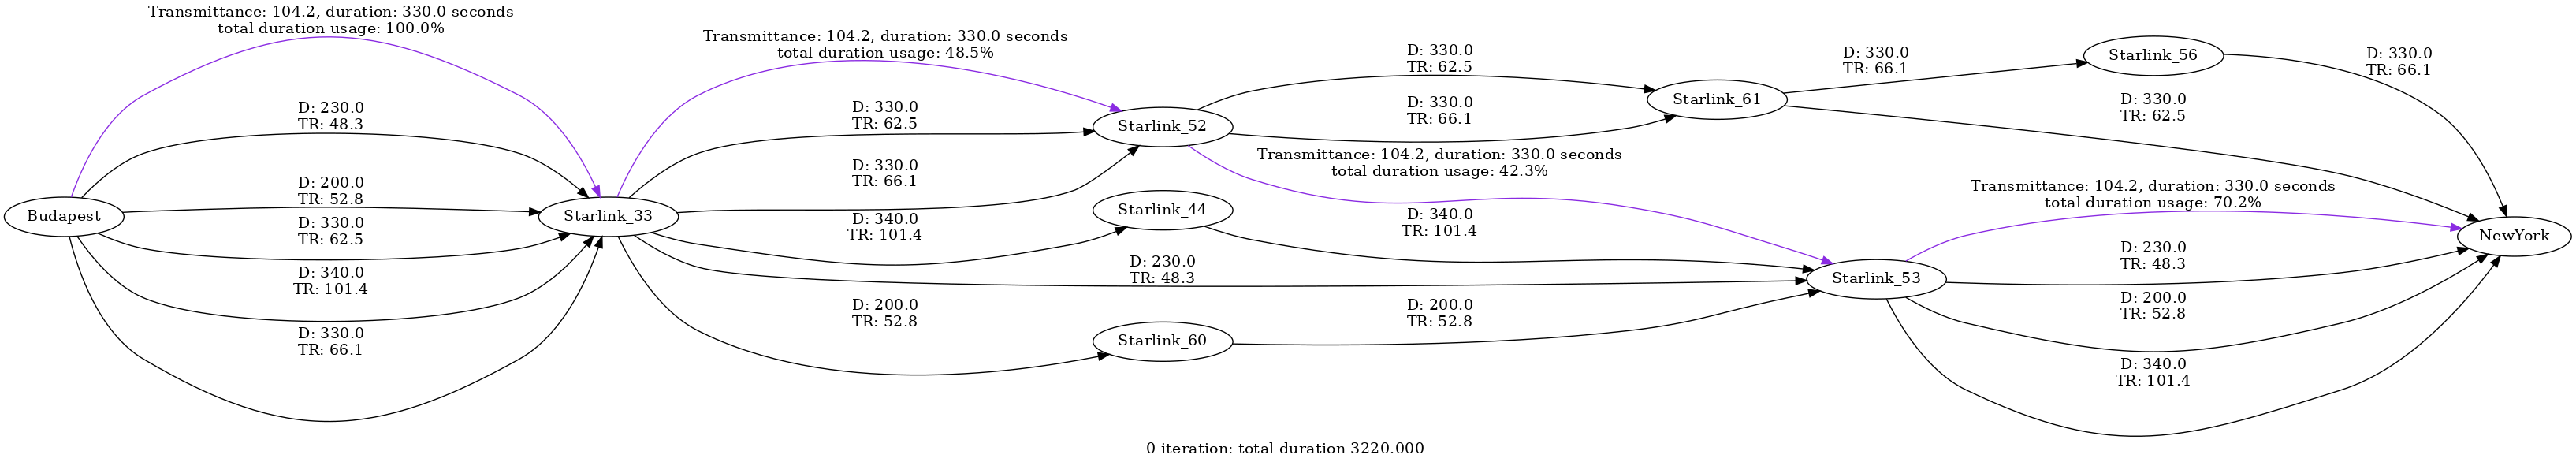 Transmittance: 104.2, duration: 330.0 seconds
total duration usage: 100.0%
D: 230.0
TR: 48.3
D: 200.0
TR: 52.8
D: 330.0
TR: 62.5
D: 340.0
TR: 101.4
D: 330.0
TR: 66.1
Budapest
Starlink_33
Transmittance: 104.2, duration: 330.0 seconds
total duration usage: 48.5%
D: 330.0
TR: 62.5
D: 330.0
TR: 66.1
D: 340.0
TR: 101.4
D: 230.0
TR: 48.3
D: 200.0
TR: 52.8
Starlink_52
Starlink_44
Starlink_60
D: 330.0
TR: 62.5
D: 330.0
TR: 66.1
Transmittance: 104.2, duration: 330.0 seconds
total duration usage: 42.3%
D: 340.0
TR: 101.4
D: 200.0
TR: 52.8
Starlink_61
Starlink_53
D: 330.0
TR: 66.1
Starlink_56
D: 330.0
TR: 66.1
D: 330.0
TR: 62.5
Transmittance: 104.2, duration: 330.0 seconds
total duration usage: 70.2%
D: 230.0
TR: 48.3
D: 200.0
TR: 52.8
D: 340.0
TR: 101.4
NewYork
0 iteration: total duration 3220.000